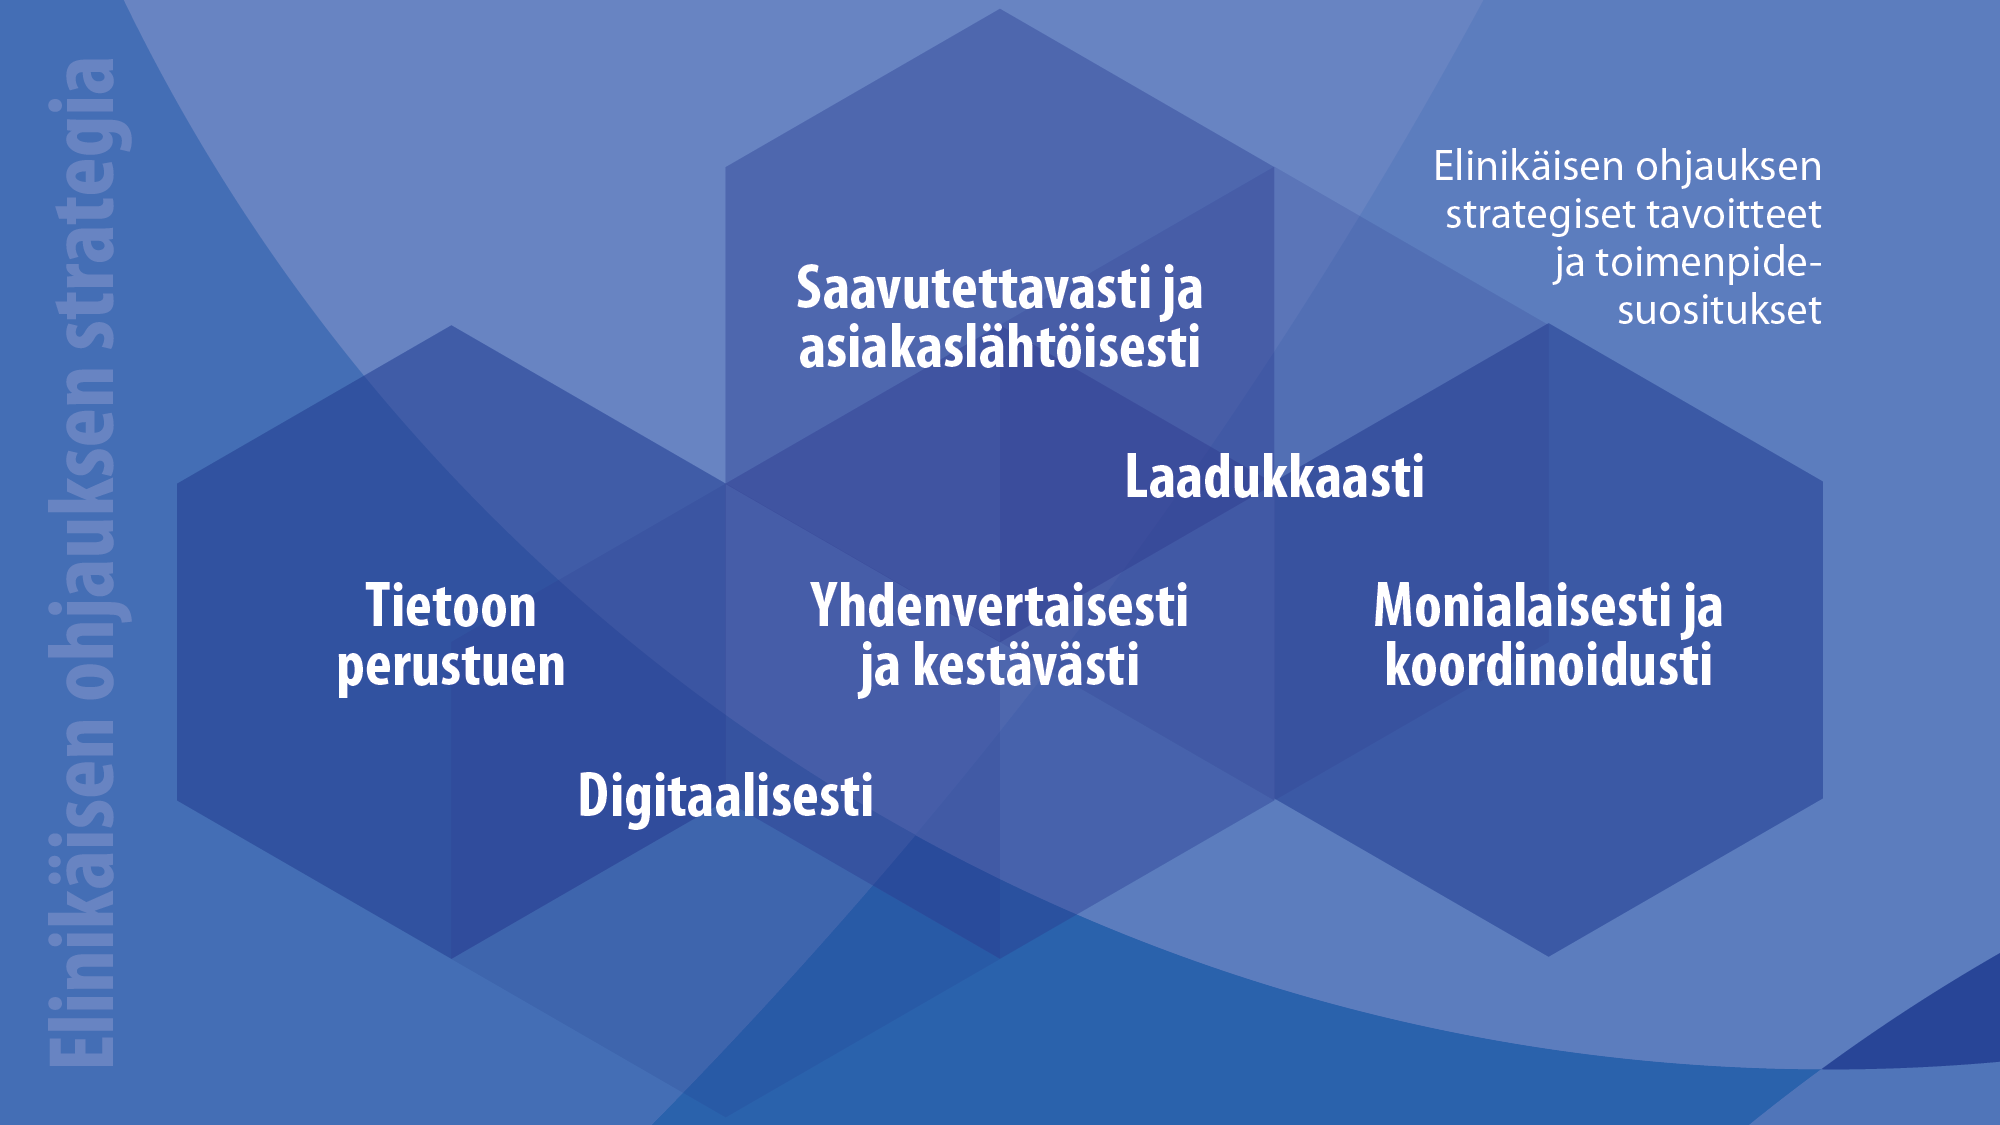 Elinikäisen ohjauksen strategia
Elinikäisen ohjauksen
strategiset tavoitteet
ja toimenpide-
suositukset
Saavutettavasti ja
asiakaslähtöisesti
Laadukkaasti
Tietoon
perustuen
Yhdenvertaisesti
ja kestävästi
Monialaisesti ja
koordinoidusti
Digitaalisesti